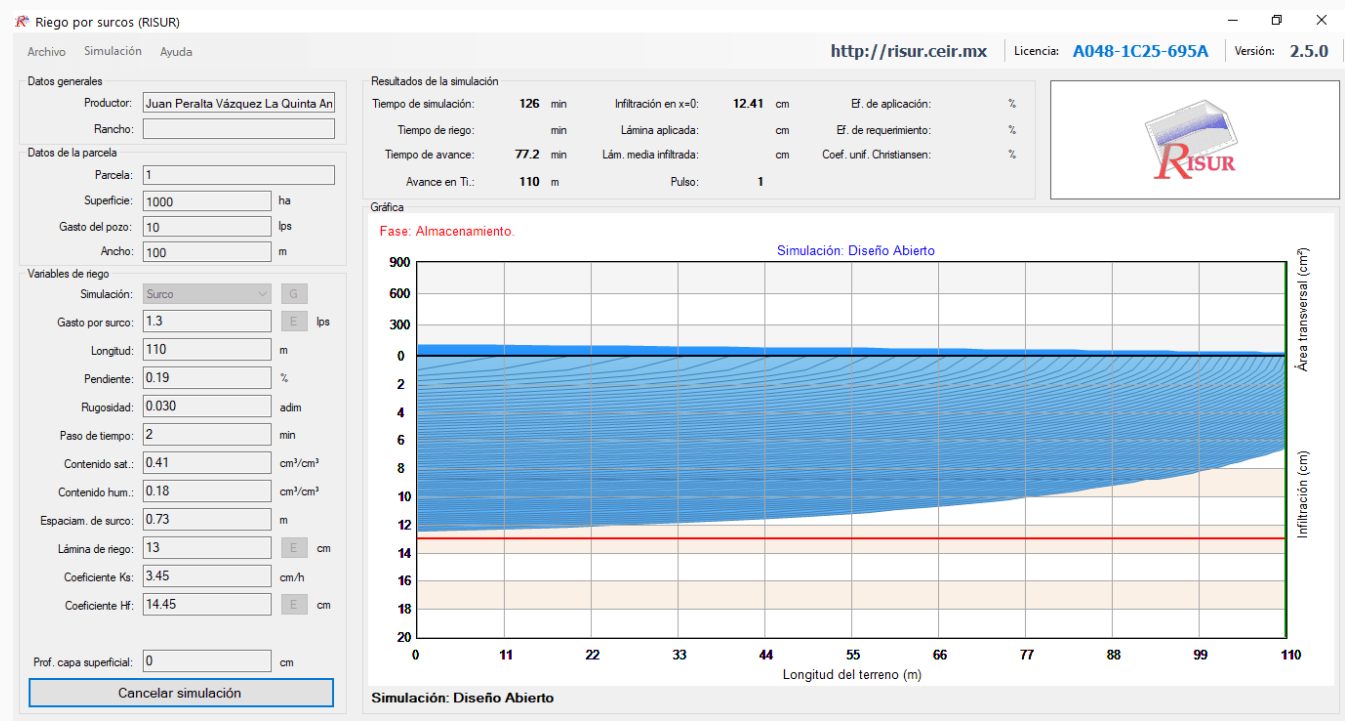 Riego por surcos (RISUR)
Archivo Simulación Ayuda
http://risur.ceir.mx Licencia: A048-1C25-695A Versión: 2.5.0
Datos generales
Productor: Juan Peralta Vázquez La Quinta An
Rancho:
Datos de la parcela
Parcela: 1
Superficie: 1000 ha
Gasto del pozo: 10 lps
Ancho: 100 m
Variables de riego
Simulación: Surco G
Gasto por surco: 1.3 E lps
Longitud: 110 m
Pendiente: 0.19 %
Rugosidad: 0.030 adim
Paso de tiempo: 2 min
Contenido sat.: 0.41 cm³/cm³
Contenido hum.: 0.18 cm³/cm³
Espaciam. de surco: 0.73 m
Lámina de riego: 13 E cm
Coeficiente Ks: 3.45 cm/h
Coeficiente Hf: 14.45 E cm
Prof. capa superficial: 0 cm
Cancelar simulación
Resultados de la simulación
Tiempo de simulación: 126 min Infiltración en x=0: 12.41 cm Ef. de aplicación: %
Tiempo de riego: min Lámina aplicada: cm Ef. de requerimiento: %
Tiempo de avance: 77.2 min Lám. media infiltrada: cm Coef. unif. Christiansen: %
Avance en Ti.: 110 m Pulso: 1
RISUR
Gráfica
Fase: Almacenamiento.
Simulación: Diseño Abierto
900
600
300
0
2
4
6
8
10
12
14
16
18
20
0 11 22 33 44 55 66 77 88 99 110
Longitud del terreno (m)
Área transversal (cm²)
Infiltración (cm)
Simulación: Diseño Abierto